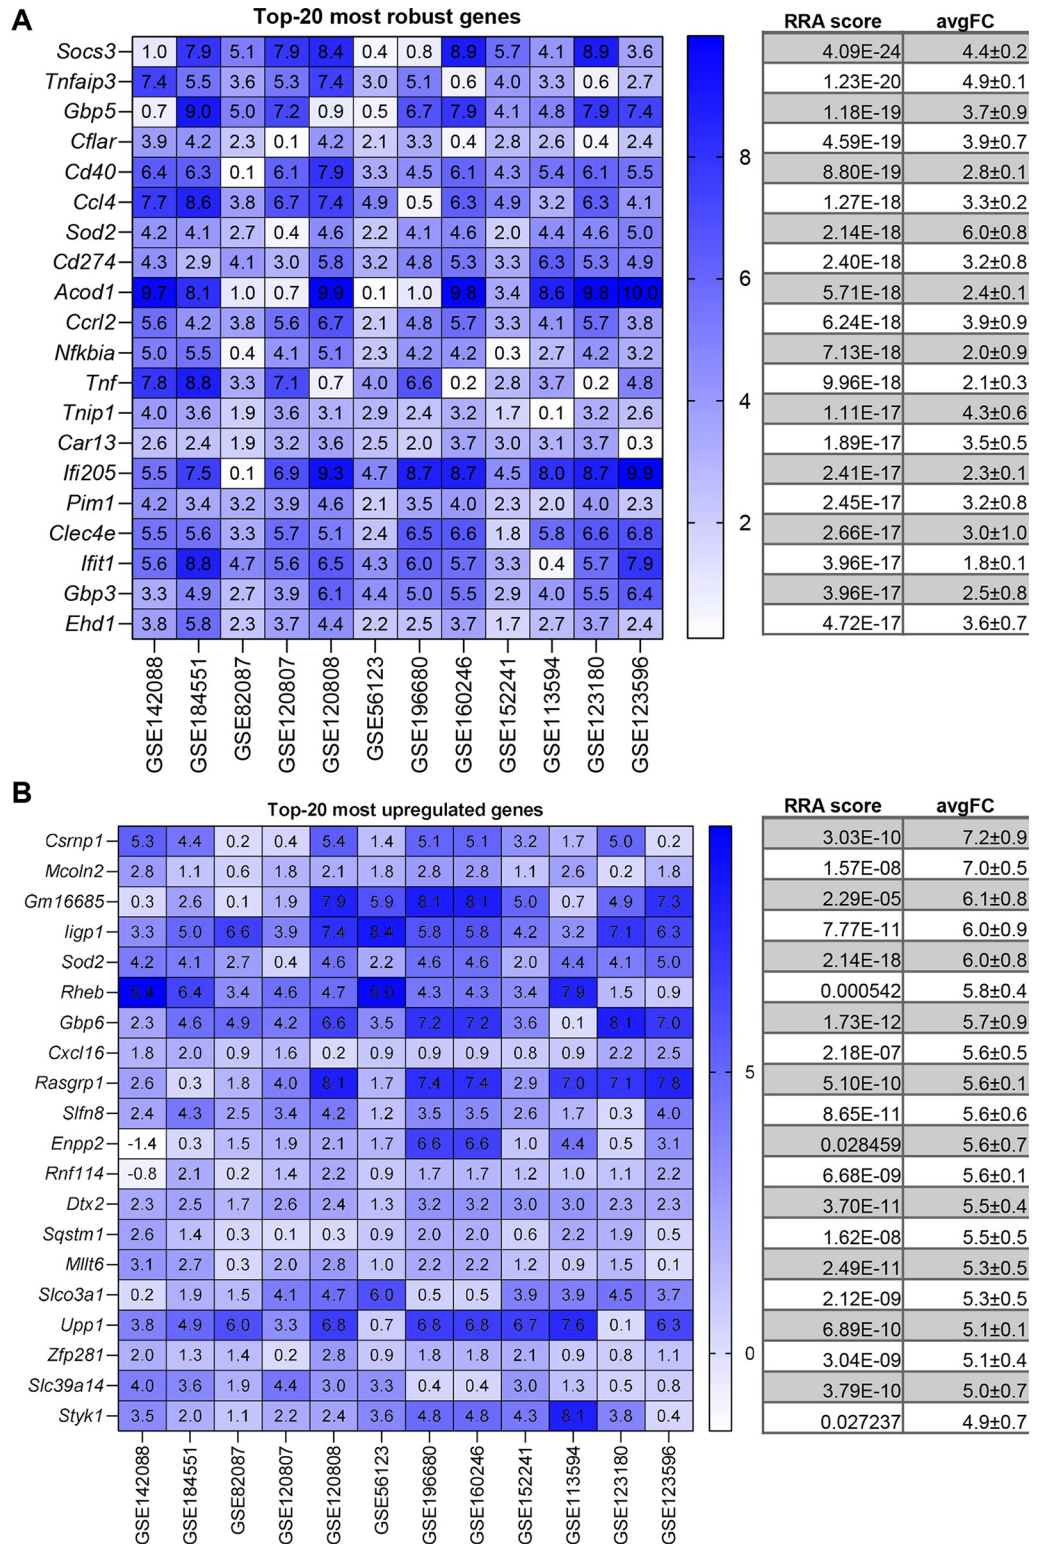 A
Top-20 most robust genes
RRA score avgFC
Socs3 1.0 7.9 5.1 7.9 8.4 0.4 0.8 8.9 5.7 4.1 8.9 3.6 4.09E-24 4.4±0.2
Tnfaip3 7.4 5.5 3.6 5.3 7.4 3.0 5.1 0.6 4.0 3.3 0.6 2.7 1.23E-20 4.9±0.1
Gbp5 0.7 9.0 5.0 7.2 0.9 0.5 6.7 7.9 4.1 4.8 7.9 7.4 1.18E-19 3.7±0.9
Cflar 3.9 4.2 2.3 0.1 4.2 2.1 3.3 0.4 2.8 2.6 0.4 2.4 4.59E-19 3.9±0.7
Cd40 6.4 6.3 0.1 6.1 7.9 3.3 4.5 6.1 4.3 5.4 6.1 5.5 8.80E-19 2.8±0.1
Ccl4 7.7 8.6 3.8 6.7 7.4 4.9 0.5 6.3 4.9 3.2 6.3 4.1 1.27E-18 3.3±0.2
Sod2 4.2 4.1 2.7 0.4 4.6 2.2 4.1 4.6 2.0 4.4 4.6 5.0 2.14E-18 6.0±0.8
Cd274 4.3 2.9 4.1 3.0 5.8 3.2 4.8 5.3 3.3 6.3 5.3 4.9 2.40E-18 3.2±0.8
Acod1 9.7 8.1 1.0 0.7 9.9 0.1 1.0 9.8 3.4 8.6 9.8 10.0 5.71E-18 2.4±0.1
Ccrl2 5.6 4.2 3.8 5.6 6.7 2.1 4.8 5.7 3.3 4.1 5.7 3.8 6.24E-18 3.9±0.9
Nfkbia 5.0 5.5 0.4 4.1 5.1 2.3 4.2 4.2 0.3 2.7 4.2 3.2 7.13E-18 2.0±0.9
Tnf 7.8 8.8 3.3 7.1 0.7 4.0 6.6 0.2 2.8 3.7 0.2 4.8 9.96E-18 2.1±0.3
Tnip1 4.0 3.6 1.9 3.6 3.1 2.9 2.4 3.2 1.7 0.1 3.2 2.6 1.11E-17 4.3±0.6
Car13 2.6 2.4 1.9 3.2 3.6 2.5 2.0 3.7 3.0 3.1 3.7 0.3 1.89E-17 3.5±0.5
Ifi205 5.5 7.5 0.1 6.9 9.3 4.7 8.7 8.7 4.5 8.0 8.7 9.9 2.41E-17 2.3±0.1
Pim1 4.2 3.4 3.2 3.9 4.6 2.1 3.5 4.0 2.3 2.0 4.0 2.3 2.45E-17 3.2±0.8
Clec4e 5.5 5.6 3.3 5.7 5.1 2.4 6.5 6.6 1.8 5.8 6.6 6.8 2.66E-17 3.0±1.0
Ifit1 5.6 8.8 4.7 5.6 6.5 4.3 6.0 5.7 3.3 0.4 5.7 7.9 3.96E-17 1.8±0.1
Gbp3 3.3 4.9 2.7 3.9 6.1 4.4 5.0 5.5 2.9 4.0 5.5 6.4 3.96E-17 2.5±0.8
Ehd1 3.8 5.8 2.3 3.7 4.4 2.2 2.5 3.7 1.7 2.7 3.7 2.4 4.72E-17 3.6±0.7
8
6
4
2
GSE142088 GSE184551 GSE82087 GSE120807 GSE120808 GSE56123 GSE196680 GSE160246 GSE152241 GSE113594 GSE123180 GSE123596
B
Top-20 most upregulated genes
RRA score avgFC
Csrnp1 5.3 4.4 0.2 0.4 5.4 1.4 5.1 5.1 3.2 1.7 5.0 0.2 3.03E-10 7.2±0.9
Mcoln2 2.8 1.1 0.6 1.8 2.1 1.8 2.8 2.8 1.1 2.6 0.2 1.8 1.57E-08 7.0±0.5
Gm16685 0.3 2.6 0.1 1.9 7.9 5.9 8.1 8.1 5.0 0.7 4.9 7.3 2.29E-05 6.1±0.8
Iigp1 3.3 5.0 6.6 3.9 7.4 8.4 5.8 5.8 4.2 3.2 7.1 6.3 7.77E-11 6.0±0.9
Sod2 4.2 4.1 2.7 0.4 4.6 2.2 4.6 4.6 2.0 4.4 4.1 5.0 2.14E-18 6.0±0.8
Rheb 9.4 6.4 3.4 4.6 4.7 9.0 4.3 4.3 3.4 7.9 1.5 0.9 0.000542 5.8±0.4
Gbp6 2.3 4.6 4.9 4.2 6.6 3.5 7.2 7.2 3.6 0.1 8.1 7.0 1.73E-12 5.7±0.9
Cxcl16 1.8 2.0 0.9 1.6 0.2 0.9 0.9 0.9 0.8 0.9 2.2 2.5 2.18E-07 5.6±0.5
Rasgrp1 2.6 0.3 1.8 4.0 8.1 1.7 7.4 7.4 2.9 7.0 7.1 7.8 5.10E-10 5.6±0.1
Slfn8 2.4 4.3 2.5 3.4 4.2 1.2 3.5 3.5 2.6 1.7 0.3 4.0 8.65E-11 5.6±0.6
Enpp2 -1.4 0.3 1.5 1.9 2.1 1.7 6.6 6.6 1.0 4.4 0.5 3.1 0.028459 5.6±0.7
Rnf114 -0.8 2.1 0.2 1.4 2.2 0.9 1.7 1.7 1.2 1.0 1.1 2.2 6.68E-09 5.6±0.1
Dtx2 2.3 2.5 1.7 2.6 2.4 1.3 3.2 3.2 3.0 3.0 2.3 2.3 3.70E-11 5.5±0.4
Sqstm1 2.6 1.4 0.3 0.1 0.3 0.9 2.0 2.0 0.6 2.2 1.9 0.5 1.62E-08 5.5±0.5
Mllt6 3.1 2.7 0.3 2.0 2.8 1.0 2.2 2.2 1.2 0.9 1.5 0.1 2.49E-11 5.3±0.5
Slco3a1 0.2 1.9 1.5 4.1 4.7 6.0 0.5 0.5 3.9 3.9 4.5 3.7 2.12E-09 5.3±0.5
Upp1 3.8 4.9 6.0 3.3 6.8 0.7 6.8 6.8 6.7 7.6 0.1 6.3 6.89E-10 5.1±0.1
Zfp281 2.0 1.3 1.4 0.2 2.8 0.9 1.8 1.8 2.1 0.9 0.8 1.1 3.04E-09 5.1±0.4
Slc39a14 4.0 3.6 1.9 4.4 3.0 3.3 0.4 0.4 3.0 1.3 0.5 0.8 3.79E-10 5.0±0.7
Styk1 3.5 2.0 1.1 2.2 2.4 3.6 4.8 4.8 4.3 8.1 3.8 0.4 0.027237 4.9±0.7
5
0
GSE142088 GSE184551 GSE82087 GSE120807 GSE120808 GSE56123 GSE196680 GSE160246 GSE152241 GSE113594 GSE123180 GSE123596